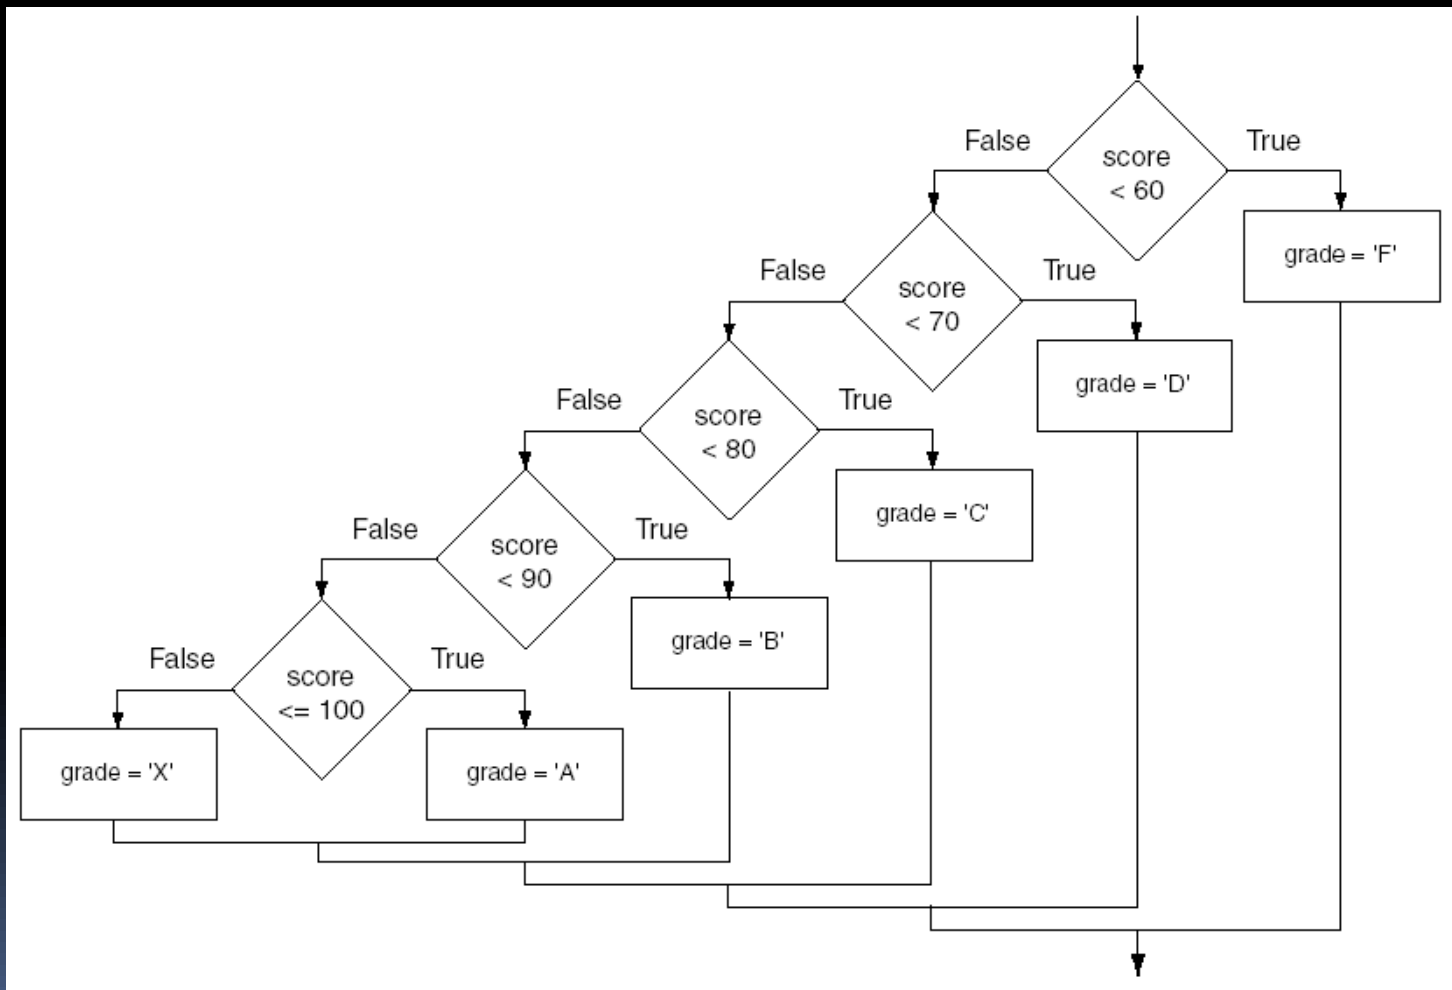 False
True
score
< 60
grade = 'F'
False
True
score
< 70
grade = 'D'
False
True
score
< 80
grade = 'C'
False
True
score
< 90
grade = 'B'
False
True
score
<= 100
grade = 'X'
grade = 'A'